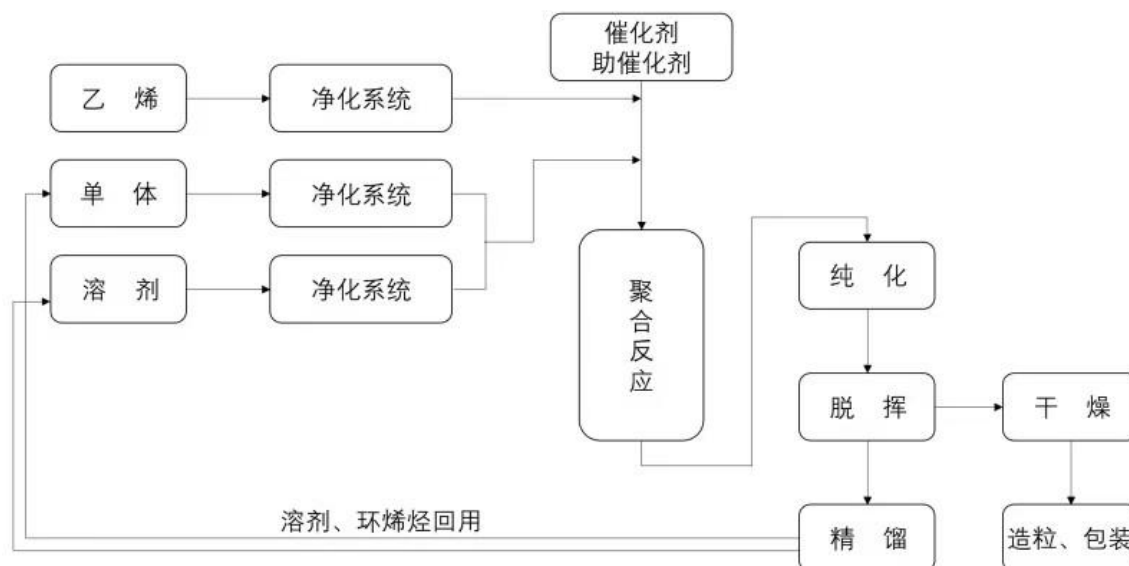 催化剂
助催化剂
乙 烯
净化系统
单 体
净化系统
溶 剂
净化系统
聚合反应
纯 化
脱 挥
干 燥
溶剂、环烯烃回用
精 馏
造粒、包装